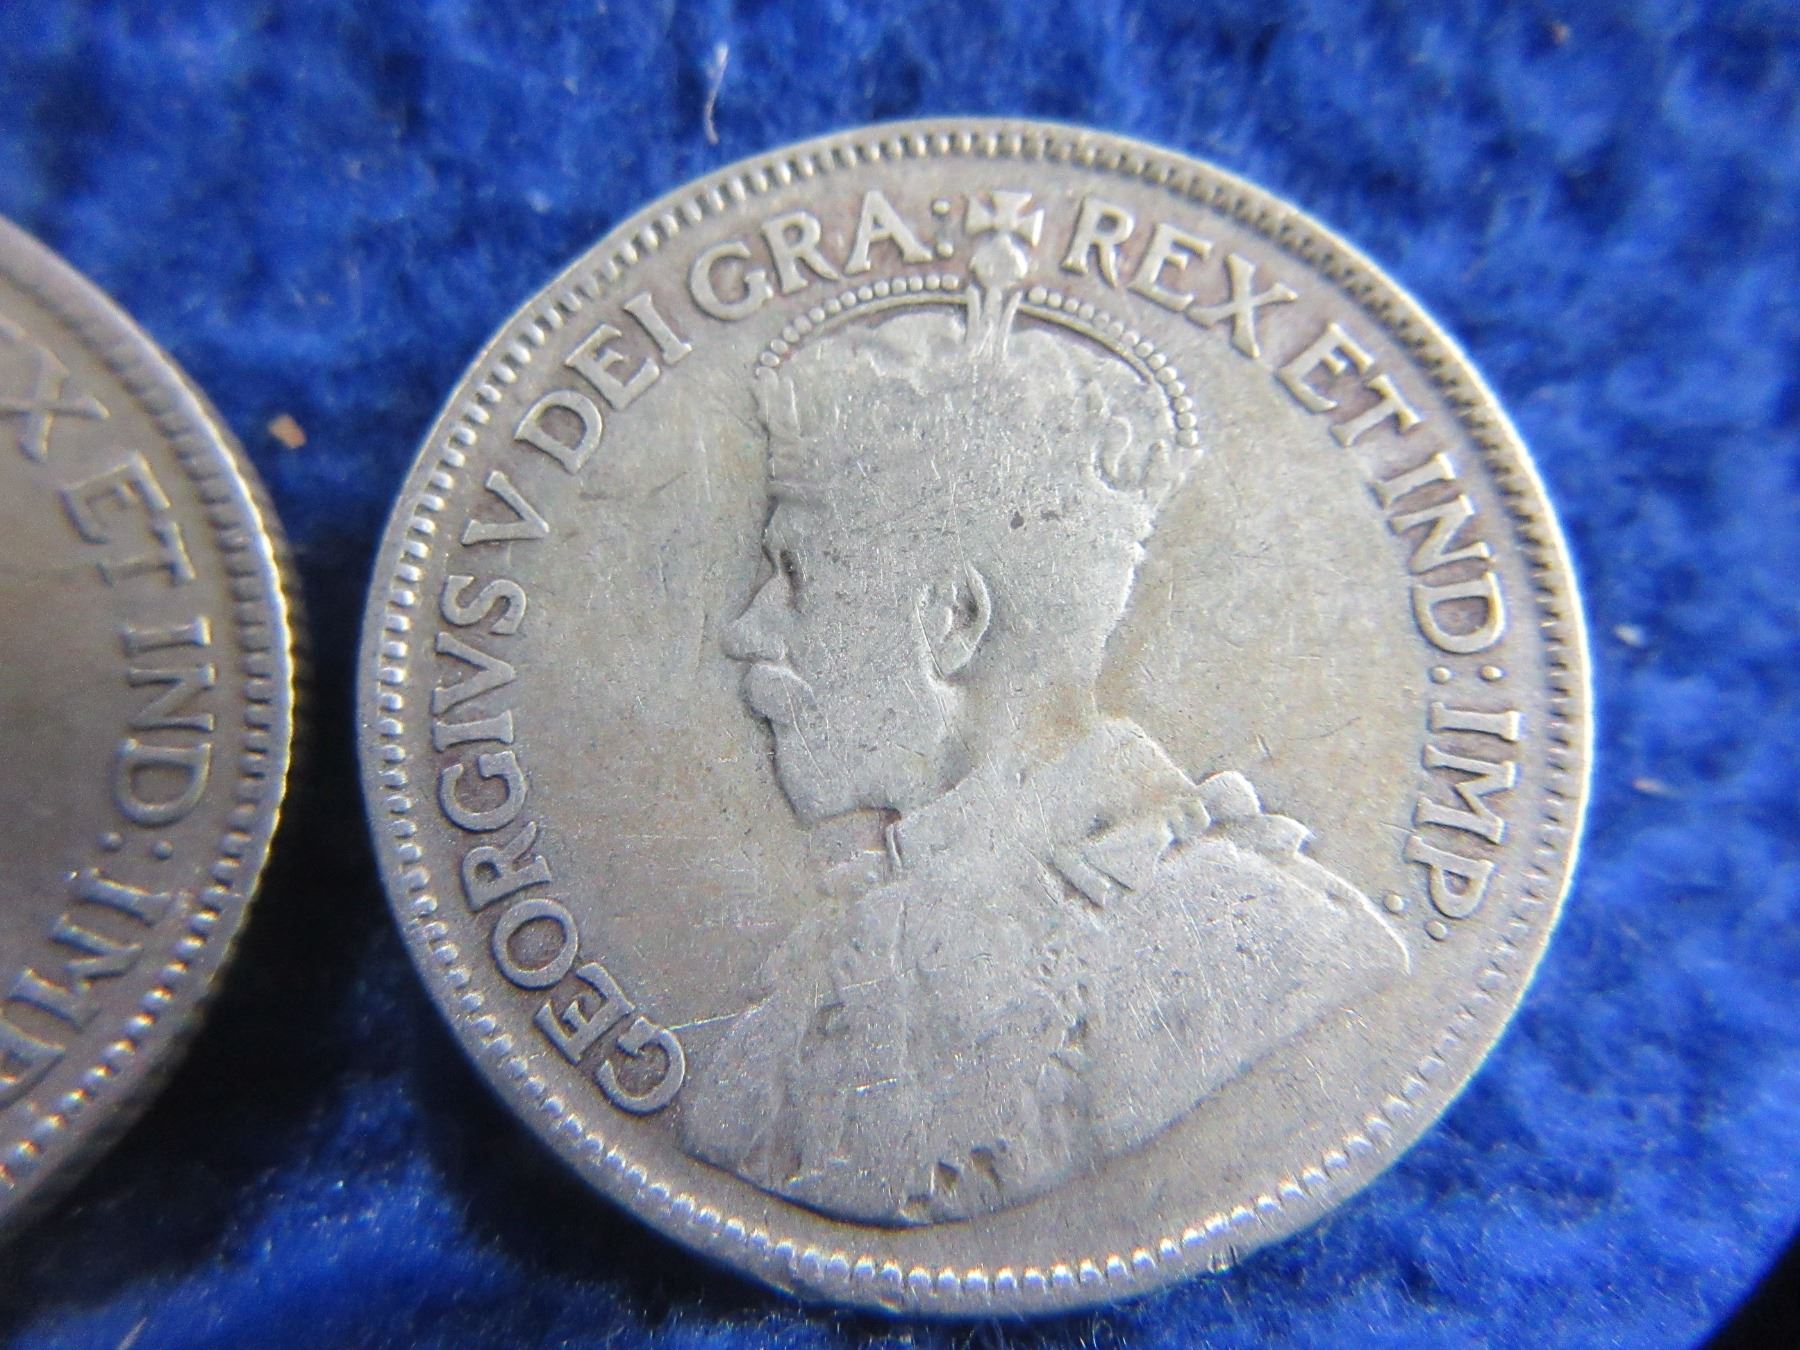 X ET IND: IMP
GEORGIVS V DEI GRA: REX ET IND: IMP: